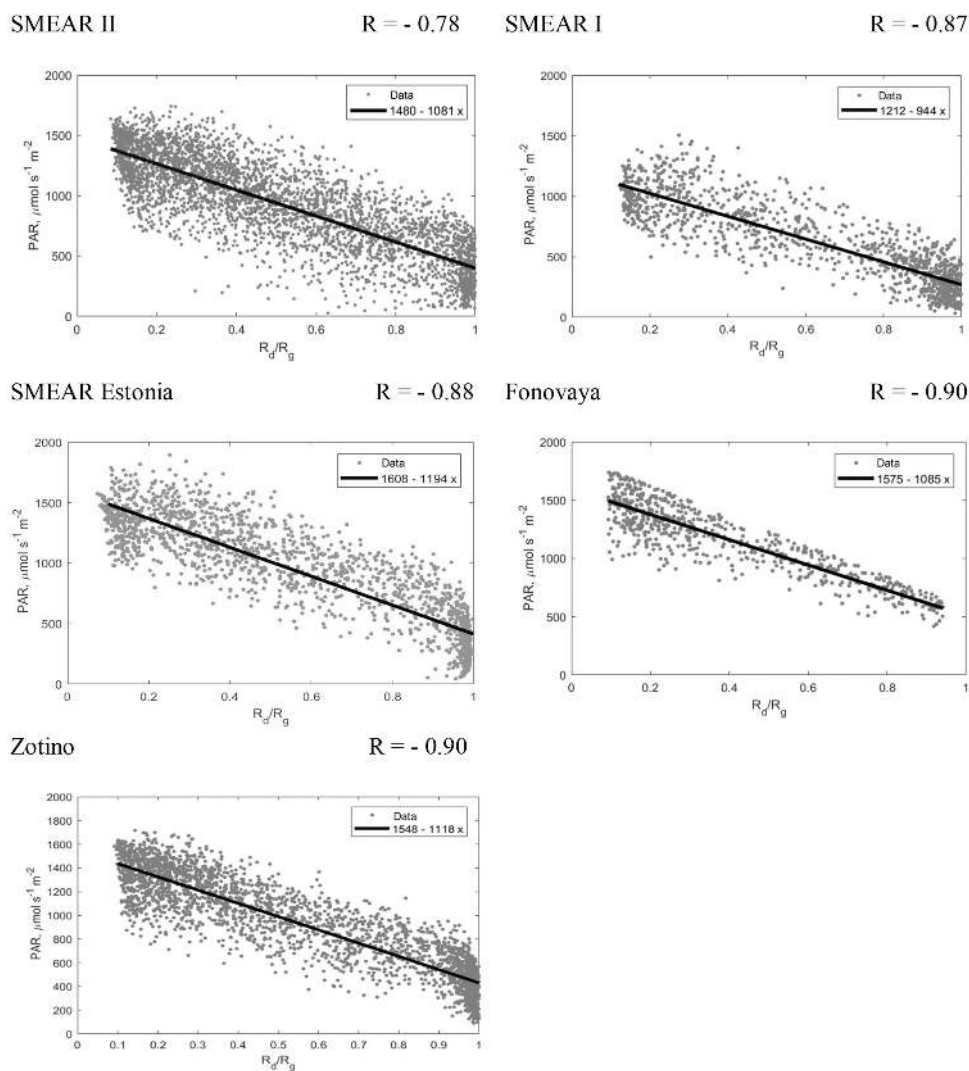 SMEAR II R = - 0.78
2000
1500
1000
500
0
PAR, μmol s⁻¹ m⁻²
Data
1480 - 1081 x
0 0.2 0.4 0.6 0.8 1
R_d/R_g
SMEAR I R = - 0.87
2000
1500
1000
500
0
PAR, μmol s⁻¹ m⁻²
Data
1212 - 944 x
0 0.2 0.4 0.6 0.8 1
R_d/R_g
SMEAR Estonia R = - 0.88
2000
1500
1000
500
0
PAR, μmol s⁻¹ m⁻²
Data
1608 - 1194 x
0 0.2 0.4 0.6 0.8 1
R_d/R_g
Fonovaya R = - 0.90
2000
1500
1000
500
0
PAR, μmol s⁻¹ m⁻²
Data
1575 - 1085 x
0 0.2 0.4 0.6 0.8 1
R_d/R_g
Zotino R = - 0.90
2000
1800
1600
1400
1200
1000
800
600
400
200
0
PAR, μmol s⁻¹ m⁻²
Data
1548 - 1118 x
0 0.1 0.2 0.3 0.4 0.5 0.6 0.7 0.8 0.9 1
R_d/R_g